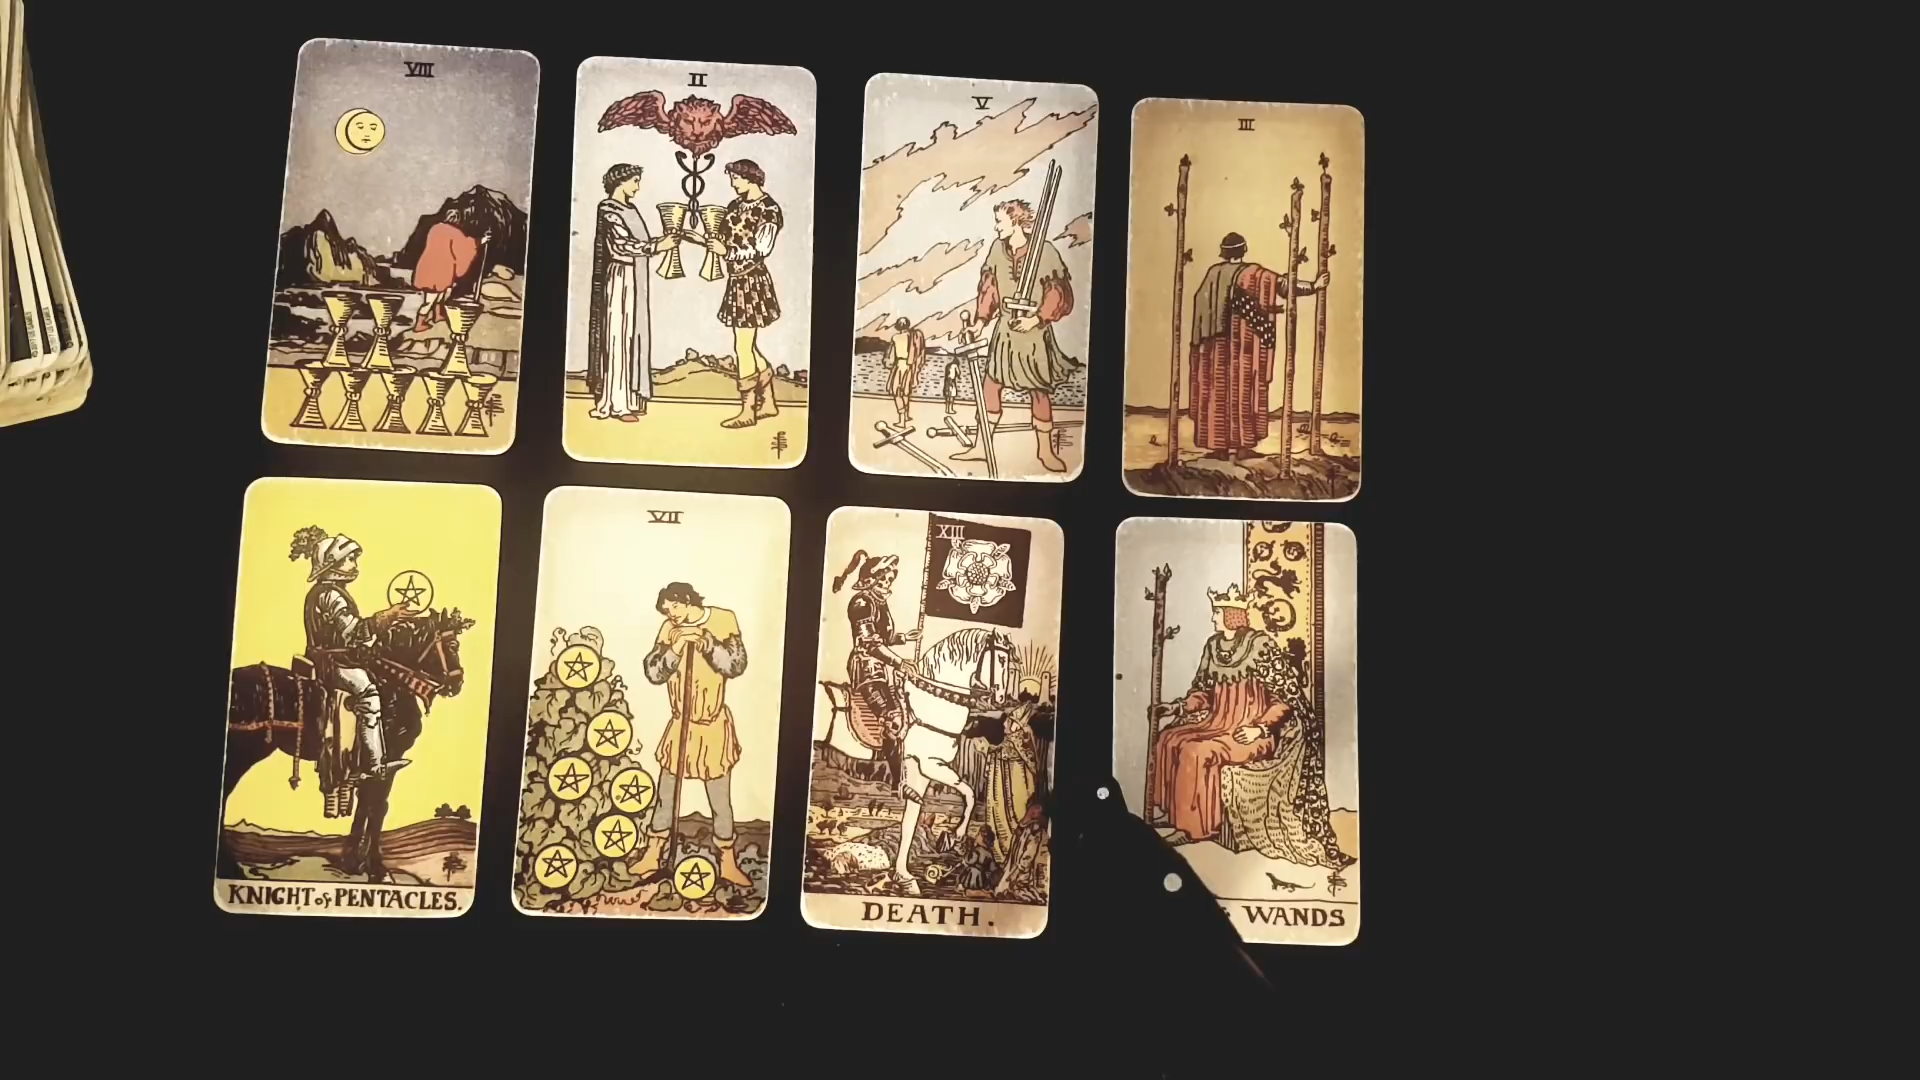 VIII
II
V
III
KNIGHT of PENTACLES.
VII
XIII
DEATH.
WANDS